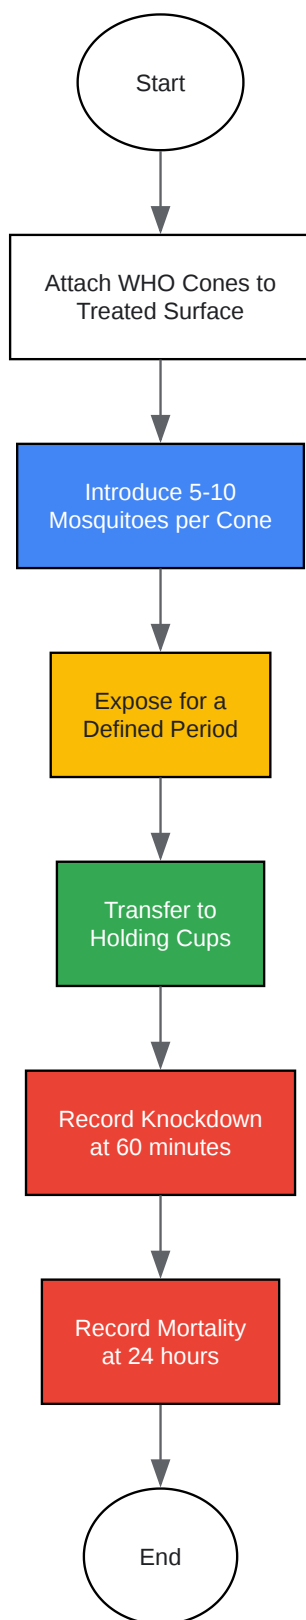 Start
Attach WHO Cones to
Treated Surface
Introduce 5-10
Mosquitoes per Cone
Expose for a
Defined Period
Transfer to
Holding Cups
Record Knockdown
at 60 minutes
Record Mortality
at 24 hours
End